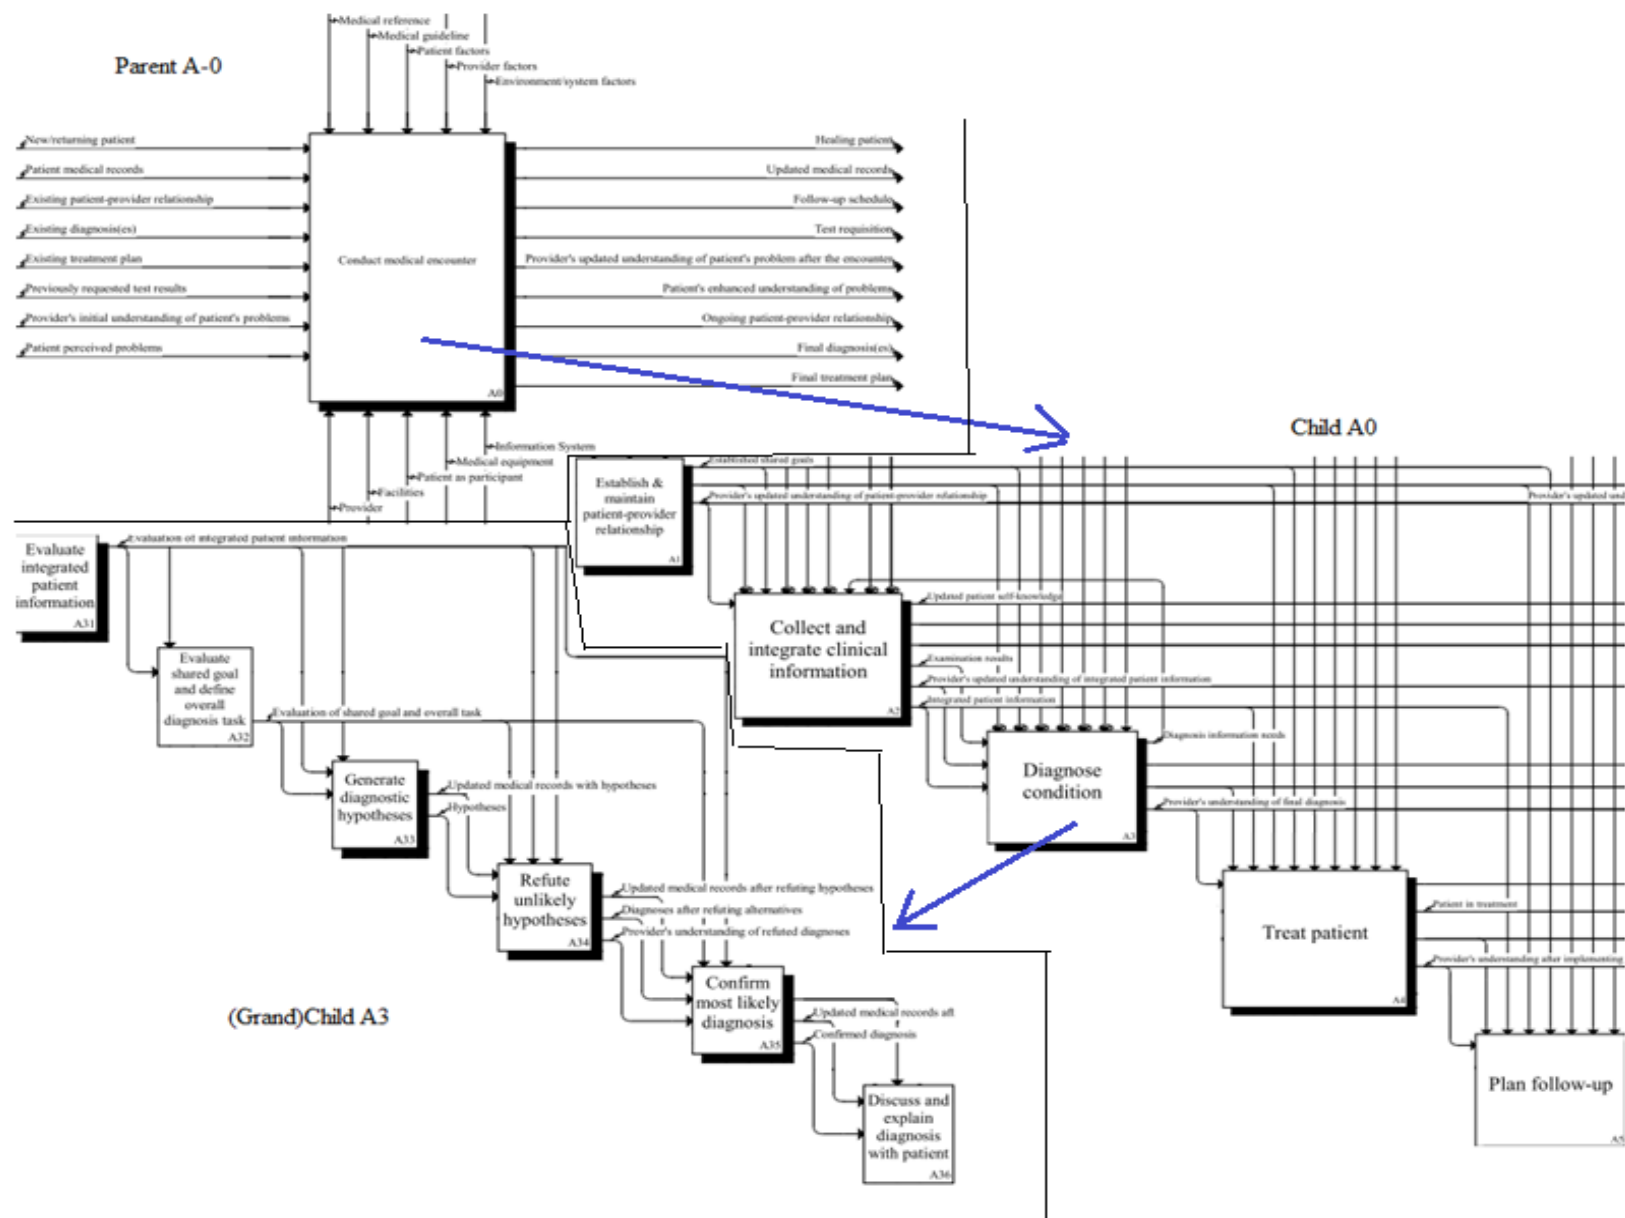 Parent A-0
Medical reference
Medical guideline
Patient factors
Provider factors
Environment/system factors
New/returning patient
Patient medical records
Existing patient-provider relationship
Existing diagnosis(es)
Existing treatment plan
Previously requested test results
Provider's initial understanding of patient's problems
Patient perceived problems
Conduct medical encounter
A0
Healing patient
Updated medical records
Follow-up schedule
Test requisition
Provider's updated understanding of patient's problem after the encounter
Patient's enhanced understanding of problems
Ongoing patient-provider relationship
Final diagnosis(es)
Final treatment plan
Information System
Medical equipment
Patient as participant
Facilities
Provider
Child A0
Established shared goals
Establish &
maintain
patient-provider
relationship
A1
Provider's updated understanding of patient-provider relationship
Provider's updated und
Collect and
integrate clinical
information
A2
Updated patient self-knowledge
Examination results
Provider's updated understanding of integrated patient information
Integrated patient information
Diagnose
condition
A3
Diagnosis information needs
Provider's understanding of final diagnosis
Treat patient
A4
Patient in treatment
Provider's understanding after implementing
Plan follow-up
A5
Evaluate
integrated
patient
information
A31
Evaluation of integrated patient information
Evaluate
shared goal
and define
overall
diagnosis task
A32
Evaluation of shared goal and overall task
Generate
diagnostic
hypotheses
A33
Updated medical records with hypotheses
Hypotheses
Refute
unlikely
hypotheses
A34
Updated medical records after refuting hypotheses
Diagnoses after refuting alternatives
Provider's understanding of refuted diagnoses
Confirm
most likely
diagnosis
A35
Updated medical records aft
Confirmed diagnosis
Discuss and
explain
diagnosis
with patient
A36
(Grand)Child A3